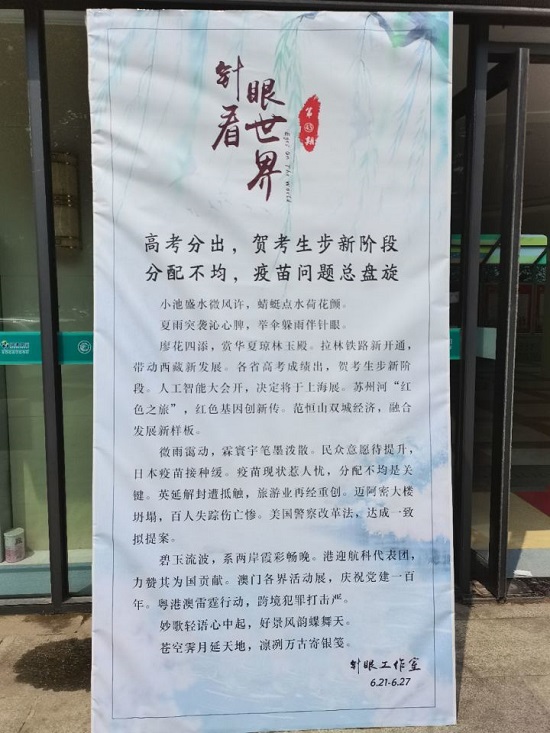 针眼看世界
第43期
Eyes On The World
高考分出，贺考生步新阶段
分配不均，疫苗问题总盘旋
小池盛水微风许，蜻蜓点水荷花颜。
夏雨突袭沁心脾，举伞躲雨伴针眼。
廖花四添，赏华夏琼林玉殿。拉林铁路新开通，
带动西藏新发展。各省高考成绩出，贺考生步新阶
段。人工智能大会开，决定将于上海展。苏州河“红
色之旅”，红色基因创新传。范恒山双城经济，融合
发展新样板。
微雨霭动，霖寰宇笔墨泼散。民众意愿待提升，
日本疫苗接种缓。疫苗现状惹人忧，分配不均是关
键。英延解封遭抵触，旅游业再经重创。迈阿密大楼
坍塌，百人失踪伤亡惨。美国警察改革法，达成一致
拟提案。
碧玉流波，系两岸霞彩畅晚。港迎航科代表团，
力赞其为国贡献。澳门各界活动展，庆祝党建一百
年。粤港澳雷霆行动，跨境犯罪打击严。
妙歌轻语心中起，好景风韵蝶舞天。
苍空霁月延天地，凛冽万古寄银笺。
针眼工作室
6.21-6.27